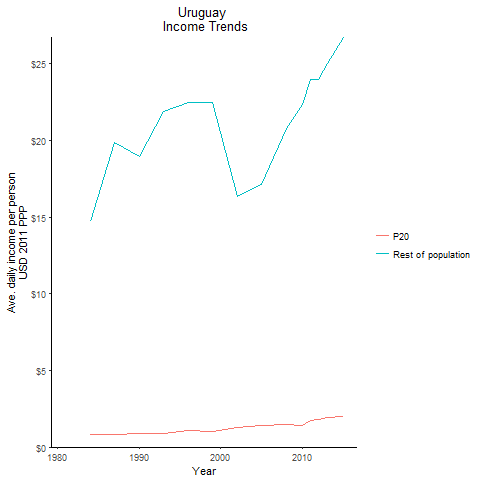 Uruguay
Income Trends
Ave. daily income per person
USD 2011 PPP
$25
$20
$15
$10
$5
$0
1980
1990
2000
2010
Year
P20
Rest of population